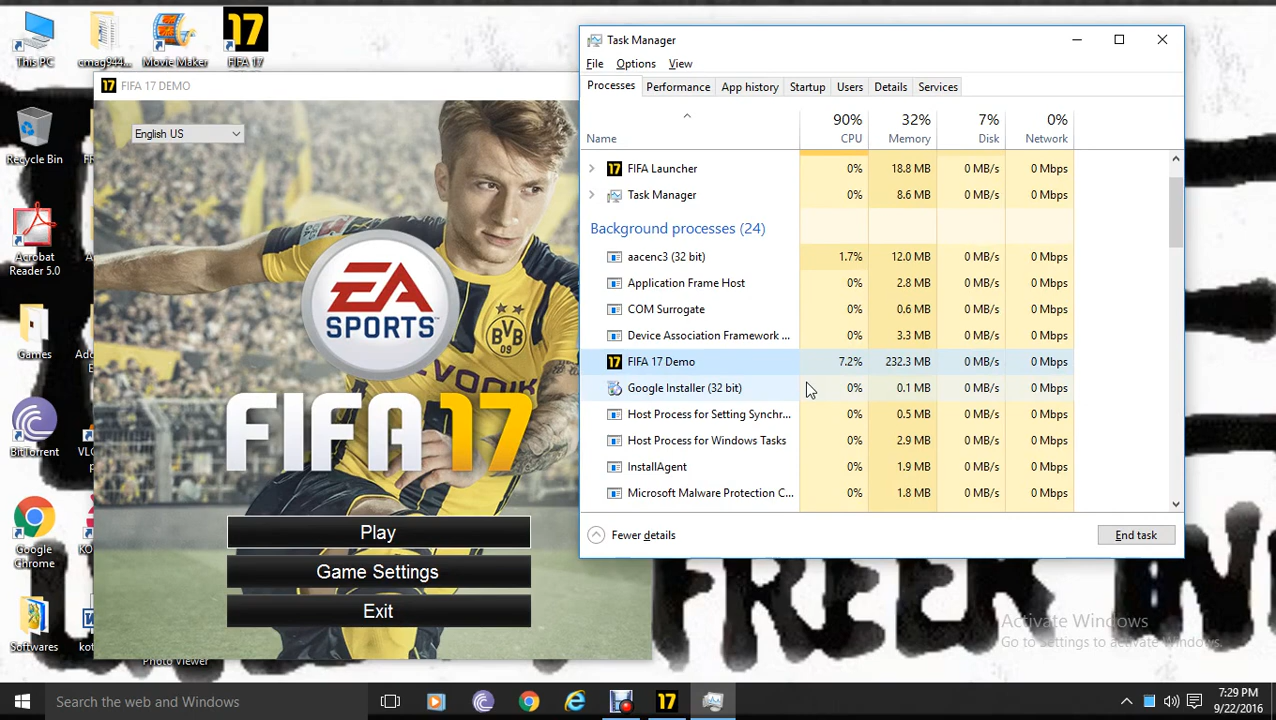 This PC
cmag944...
Movie Maker
17
FIFA 17
Recycle Bin
Acrobat
Reader 5.0
Games
BitTorrent
Google
Chrome
Softwares
Photo Viewer
17 FIFA 17 DEMO
English US
EA
SPORTS
BVB
09
FIFA 17
Play
Game Settings
Exit
Task Manager
File Options View
Processes Performance App history Startup Users Details Services
90% 32% 7% 0%
Name CPU Memory Disk Network
17 FIFA Launcher 0% 18.8 MB 0 MB/s 0 Mbps
Task Manager 0% 8.6 MB 0 MB/s 0 Mbps
Background processes (24)
aacenc3 (32 bit) 1.7% 12.0 MB 0 MB/s 0 Mbps
Application Frame Host 0% 2.8 MB 0 MB/s 0 Mbps
COM Surrogate 0% 0.6 MB 0 MB/s 0 Mbps
Device Association Framework ... 0% 3.3 MB 0 MB/s 0 Mbps
17 FIFA 17 Demo 7.2% 232.3 MB 0 MB/s 0 Mbps
Google Installer (32 bit) 0% 0.1 MB 0 MB/s 0 Mbps
Host Process for Setting Synchr... 0% 0.5 MB 0 MB/s 0 Mbps
Host Process for Windows Tasks 0% 2.9 MB 0 MB/s 0 Mbps
InstallAgent 0% 1.9 MB 0 MB/s 0 Mbps
Microsoft Malware Protection C... 0% 1.8 MB 0 MB/s 0 Mbps
Fewer details End task
Activate Windows
Go to Settings to activate Windows.
Search the web and Windows
17
7:29 PM
9/22/2016